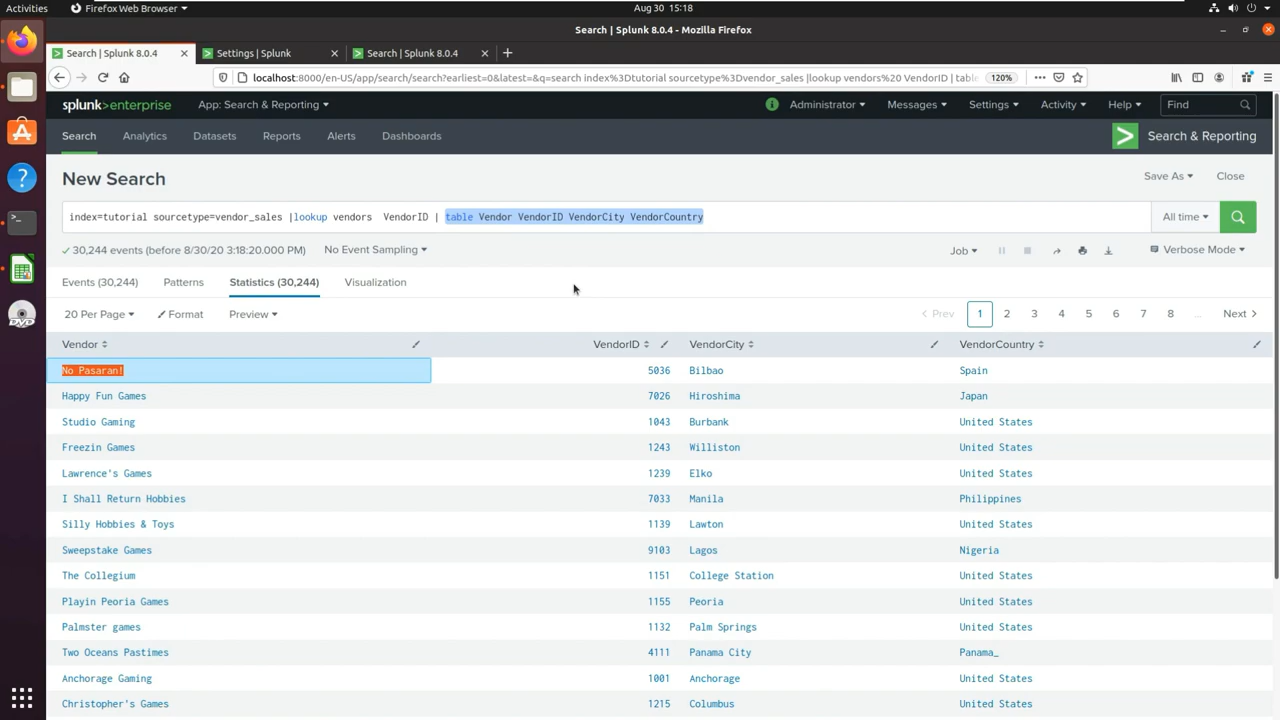 Activities Firefox Web Browser Aug 30 15:18
Search | Splunk 8.0.4 - Mozilla Firefox
Search | Splunk 8.0.4 Settings | Splunk Search | Splunk 8.0.4
localhost:8000/en-US/app/search/search?earliest=0&latest=&q=search index%3Dtutorial sourcetype%3Dvendor_sales |lookup vendors%20 VendorID | table 120%
splunk>enterprise App: Search & Reporting Administrator Messages Settings Activity Help Find
Search Analytics Datasets Reports Alerts Dashboards Search & Reporting
New Search Save As Close
index=tutorial sourcetype=vendor_sales |lookup vendors  VendorID | table Vendor VendorID VendorCity VendorCountry All time
30,244 events (before 8/30/20 3:18:20.000 PM) No Event Sampling Job Verbose Mode
Events (30,244) Patterns Statistics (30,244) Visualization
20 Per Page Format Preview Prev 1 2 3 4 5 6 7 8 ... Next
Vendor VendorID VendorCity VendorCountry
No Pasaran! 5036 Bilbao Spain
Happy Fun Games 7026 Hiroshima Japan
Studio Gaming 1043 Burbank United States
Freezin Games 1243 Williston United States
Lawrence's Games 1239 Elko United States
I Shall Return Hobbies 7033 Manila Philippines
Silly Hobbies & Toys 1139 Lawton United States
Sweepstake Games 9103 Lagos Nigeria
The Collegium 1151 College Station United States
Playin Peoria Games 1155 Peoria United States
Palmster games 1132 Palm Springs United States
Two Oceans Pastimes 4111 Panama City Panama_
Anchorage Gaming 1001 Anchorage United States
Christopher's Games 1215 Columbus United States
DVD